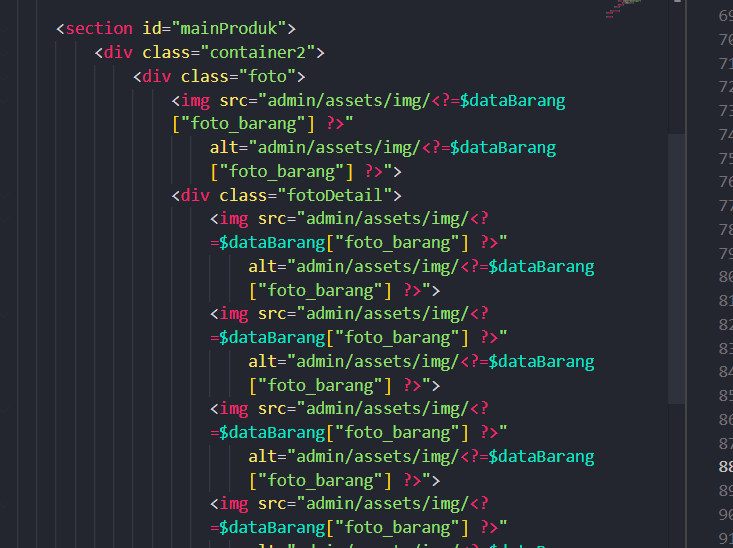 <section id="mainProduk">
<div class="container2">
<div class="foto">
<img src="admin/assets/img/<?=$dataBarang
["foto_barang"] ?>"
alt="admin/assets/img/<?=$dataBarang
["foto_barang"] ?>">
<div class="fotoDetail">
<img src="admin/assets/img/<?
=$dataBarang["foto_barang"] ?>"
alt="admin/assets/img/<?=$dataBarang
["foto_barang"] ?>">
<img src="admin/assets/img/<?
=$dataBarang["foto_barang"] ?>"
alt="admin/assets/img/<?=$dataBarang
["foto_barang"] ?>">
<img src="admin/assets/img/<?
=$dataBarang["foto_barang"] ?>"
alt="admin/assets/img/<?=$dataBarang
["foto_barang"] ?>">
<img src="admin/assets/img/<?
=$dataBarang["foto_barang"] ?>"
69
70
71
72
73
74
75
76
77
78
79
80
81
82
83
84
85
86
87
88
89
90
91